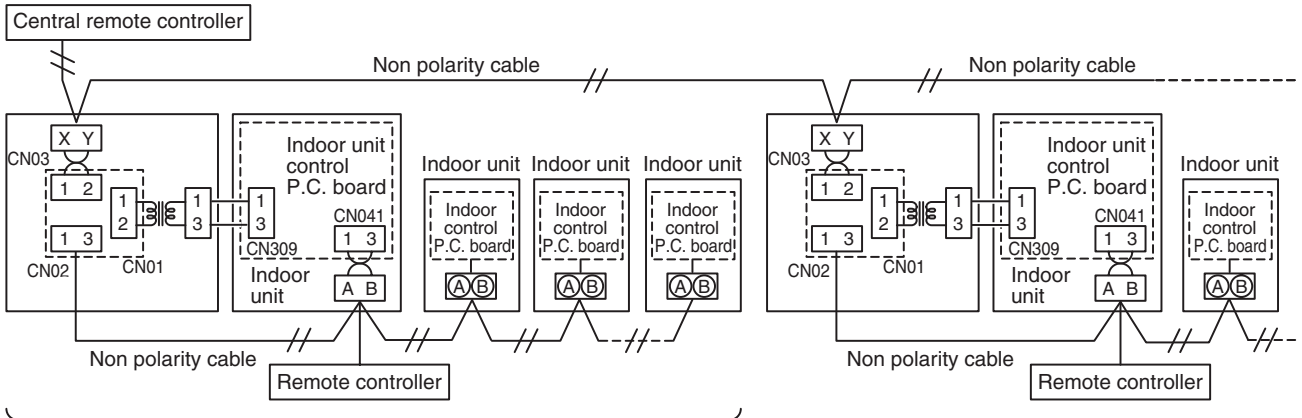 Central remote controller
Non polarity cable
Non polarity cable
X Y
CN03
1 2
1
2
1 3
CN02
CN01
1
3
Indoor unit
control
P.C. board
1
3
CN309
CN041
1 3
Indoor
unit
A B
Indoor unit
Indoor
control
P.C. board
A B
Indoor unit
Indoor
control
P.C. board
A B
Indoor unit
Indoor
control
P.C. board
A B
Non polarity cable
Remote controller
X Y
CN03
1 2
1
2
1 3
CN02
CN01
1
3
Indoor unit
control
P.C. board
1
3
CN309
CN041
1 3
Indoor
unit
A B
Indoor unit
Indoor
control
P.C. board
A B
Non polarity cable
Remote controller